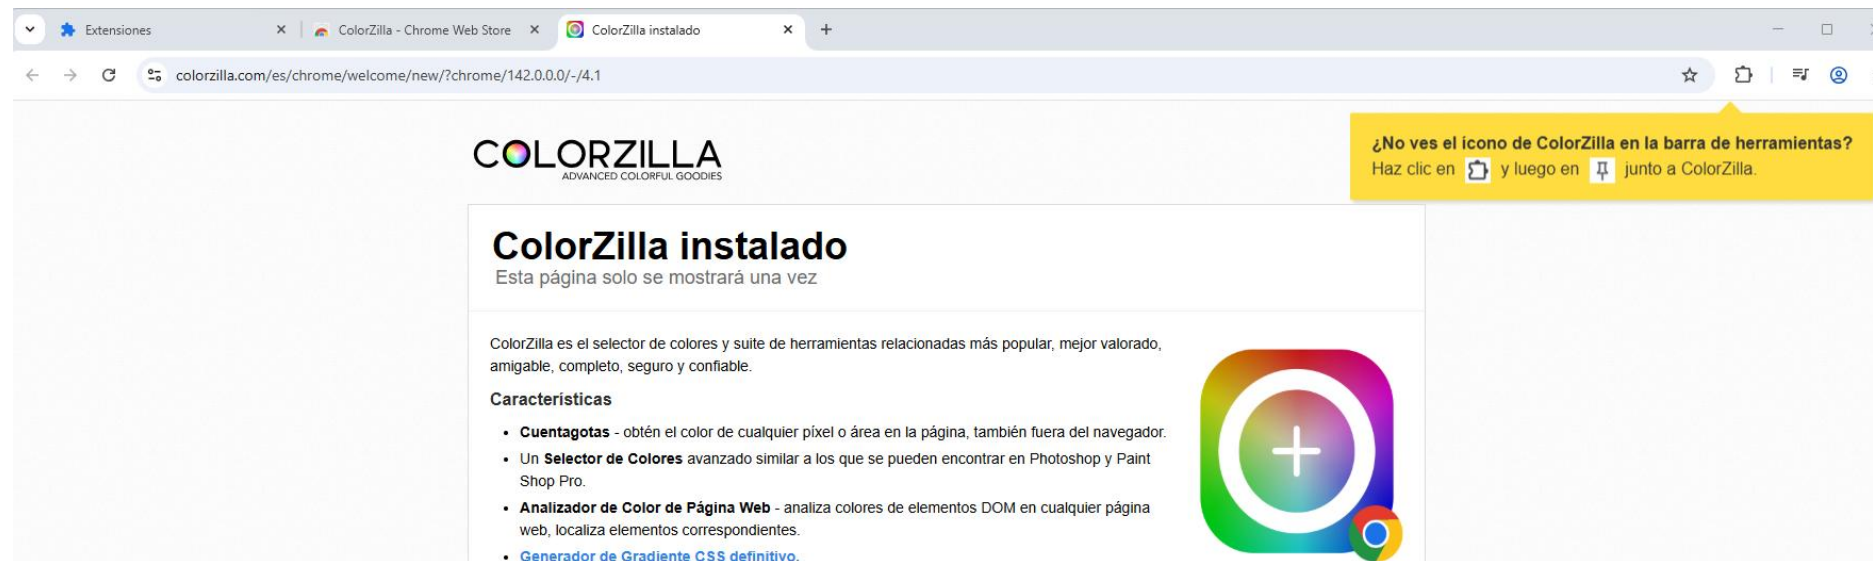 Extensiones
ColorZilla - Chrome Web Store
ColorZilla instalado
colorzilla.com/es/chrome/welcome/new/?chrome/142.0.0.0/-/4.1
COLORZILLA
ADVANCED COLORFUL GOODIES
¿No ves el ícono de ColorZilla en la barra de herramientas?
Haz clic en y luego en junto a ColorZilla.
ColorZilla instalado
Esta página solo se mostrará una vez
ColorZilla es el selector de colores y suite de herramientas relacionadas más popular, mejor valorado,
amigable, completo, seguro y confiable.
Características
• Cuentagotas - obtén el color de cualquier píxel o área en la página, también fuera del navegador.
• Un Selector de Colores avanzado similar a los que se pueden encontrar en Photoshop y Paint
Shop Pro.
• Analizador de Color de Página Web - analiza colores de elementos DOM en cualquier página
web, localiza elementos correspondientes.
• Generador de Gradiente CSS definitivo.